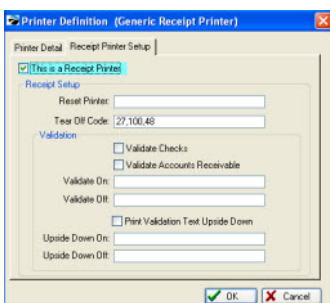 Printer Definition (Generic Receipt Printer)
Printer Detail Receipt Printer Setup
This is a Receipt Printer
Receipt Setup
Reset Printer:
Tear Off Code: 27,100,48
Validation
Validate Checks
Validate Accounts Receivable
Validate On:
Validate Off:
Print Validation Text Upside Down
Upside Down On:
Upside Down Off:
OK Cancel